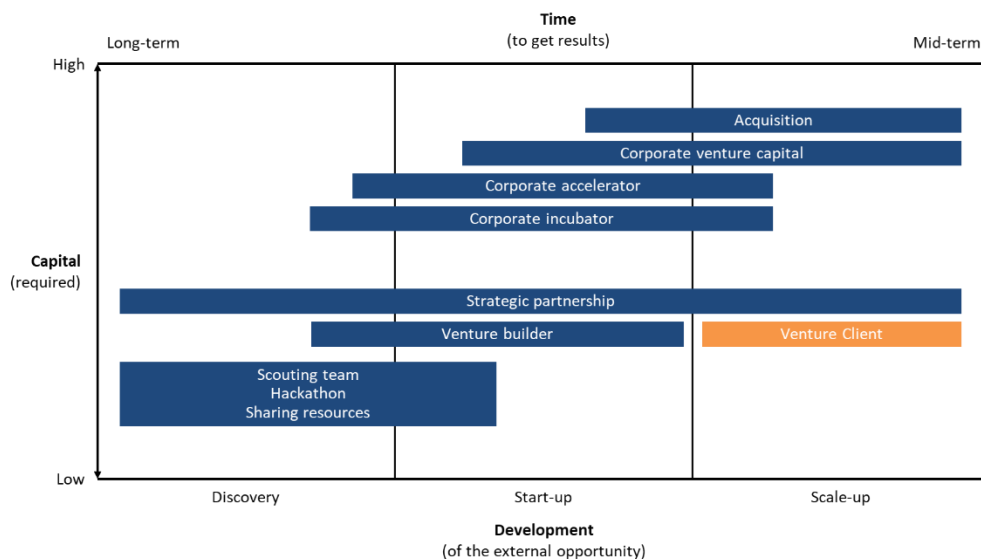 Time
(to get results)
Long-term
Mid-term
High
Acquisition
Corporate venture capital
Corporate accelerator
Corporate incubator
Capital
(required)
Strategic partnership
Venture builder
Venture Client
Scouting team
Hackathon
Sharing resources
Low
Discovery
Start-up
Scale-up
Development
(of the external opportunity)